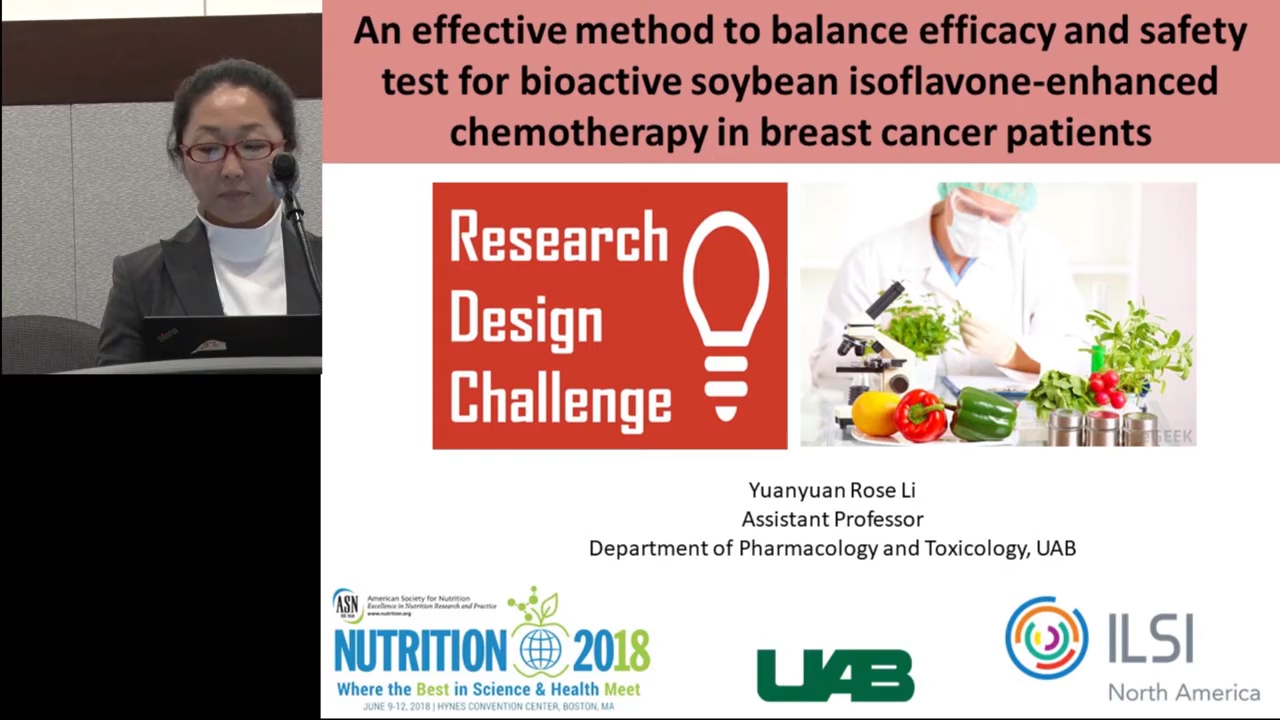 An effective method to balance efficacy and safety
test for bioactive soybean isoflavone-enhanced
chemotherapy in breast cancer patients
Research
Design
Challenge
Yuanyuan Rose Li
Assistant Professor
Department of Pharmacology and Toxicology, UAB
ASN
American Society for Nutrition
Excellence in Nutrition Research and Practice
www.nutrition.org
NUTRITION 2018
Where the Best in Science & Health Meet
JUNE 9-12, 2018 | HYNES CONVENTION CENTER, BOSTON, MA
UAB
ILSI
North America